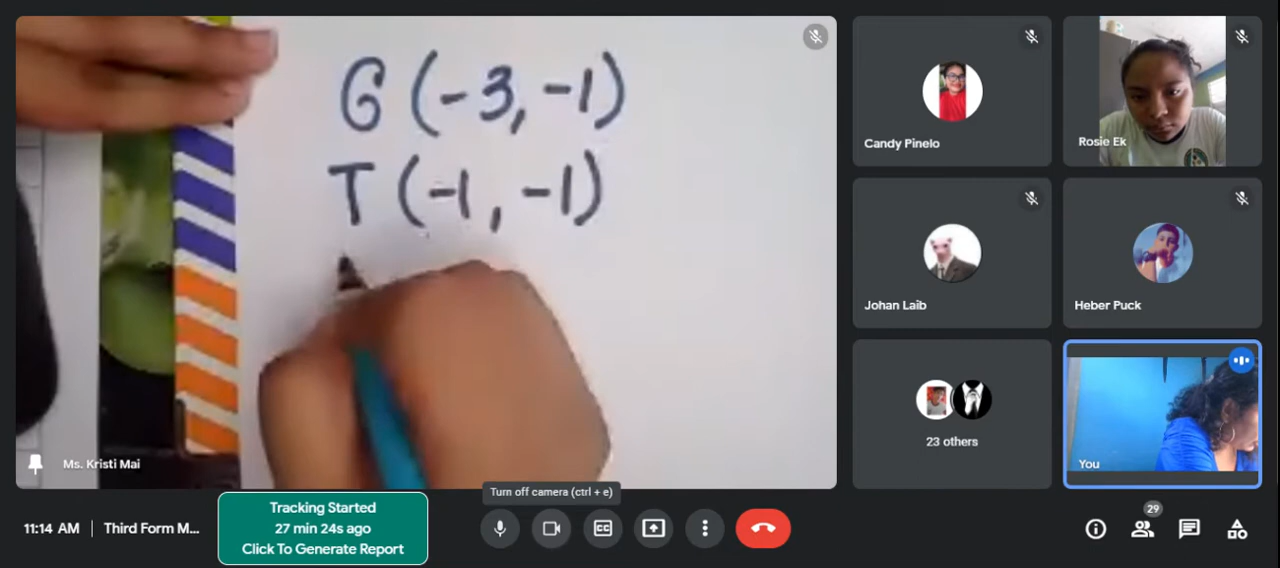 G (-3, -1)
T (-1, -1)
Ms. Kristi Mai
Candy Pinelo
Rosie Ek
Johan Laib
Heber Puck
23 others
You
11:14 AM | Third Form M...
Tracking Started
27 min 24s ago
Click To Generate Report
Turn off camera (ctrl + e)
CC
29